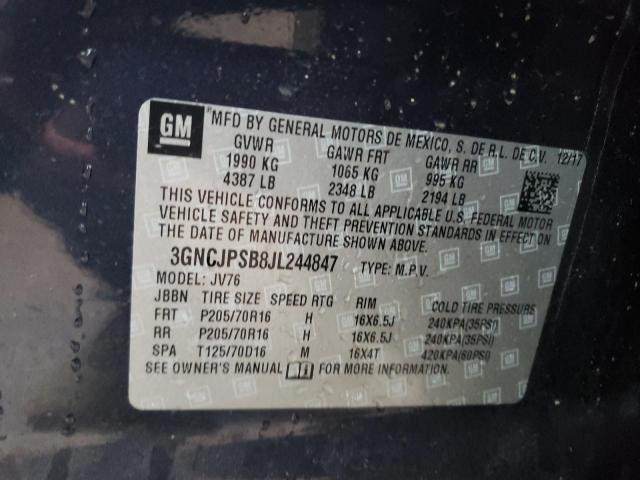 GM MFD BY GENERAL MOTORS DE MEXICO, S. DE R.L. DE C.V. 12/17
GVWR GAWR FRT GAWR RR
1990 KG 1065 KG 995 KG
4387 LB 2348 LB 2194 LB
THIS VEHICLE CONFORMS TO ALL APPLICABLE U.S. FEDERAL MOTOR
VEHICLE SAFETY AND THEFT PREVENTION STANDARDS IN EFFECT ON
THE DATE OF MANUFACTURE SHOWN ABOVE.
3GNCJPSB8JL244847 TYPE: M.P.V.
MODEL: JV76
JBBN TIRE SIZE SPEED RTG RIM COLD TIRE PRESSURE
FRT P205/70R16 H 16X6.5J 240KPA(35PSI)
RR P205/70R16 H 16X6.5J 240KPA(35PSI)
SPA T125/70D16 M 16X4T 420KPA(60PSI)
SEE OWNER'S MANUAL FOR MORE INFORMATION.